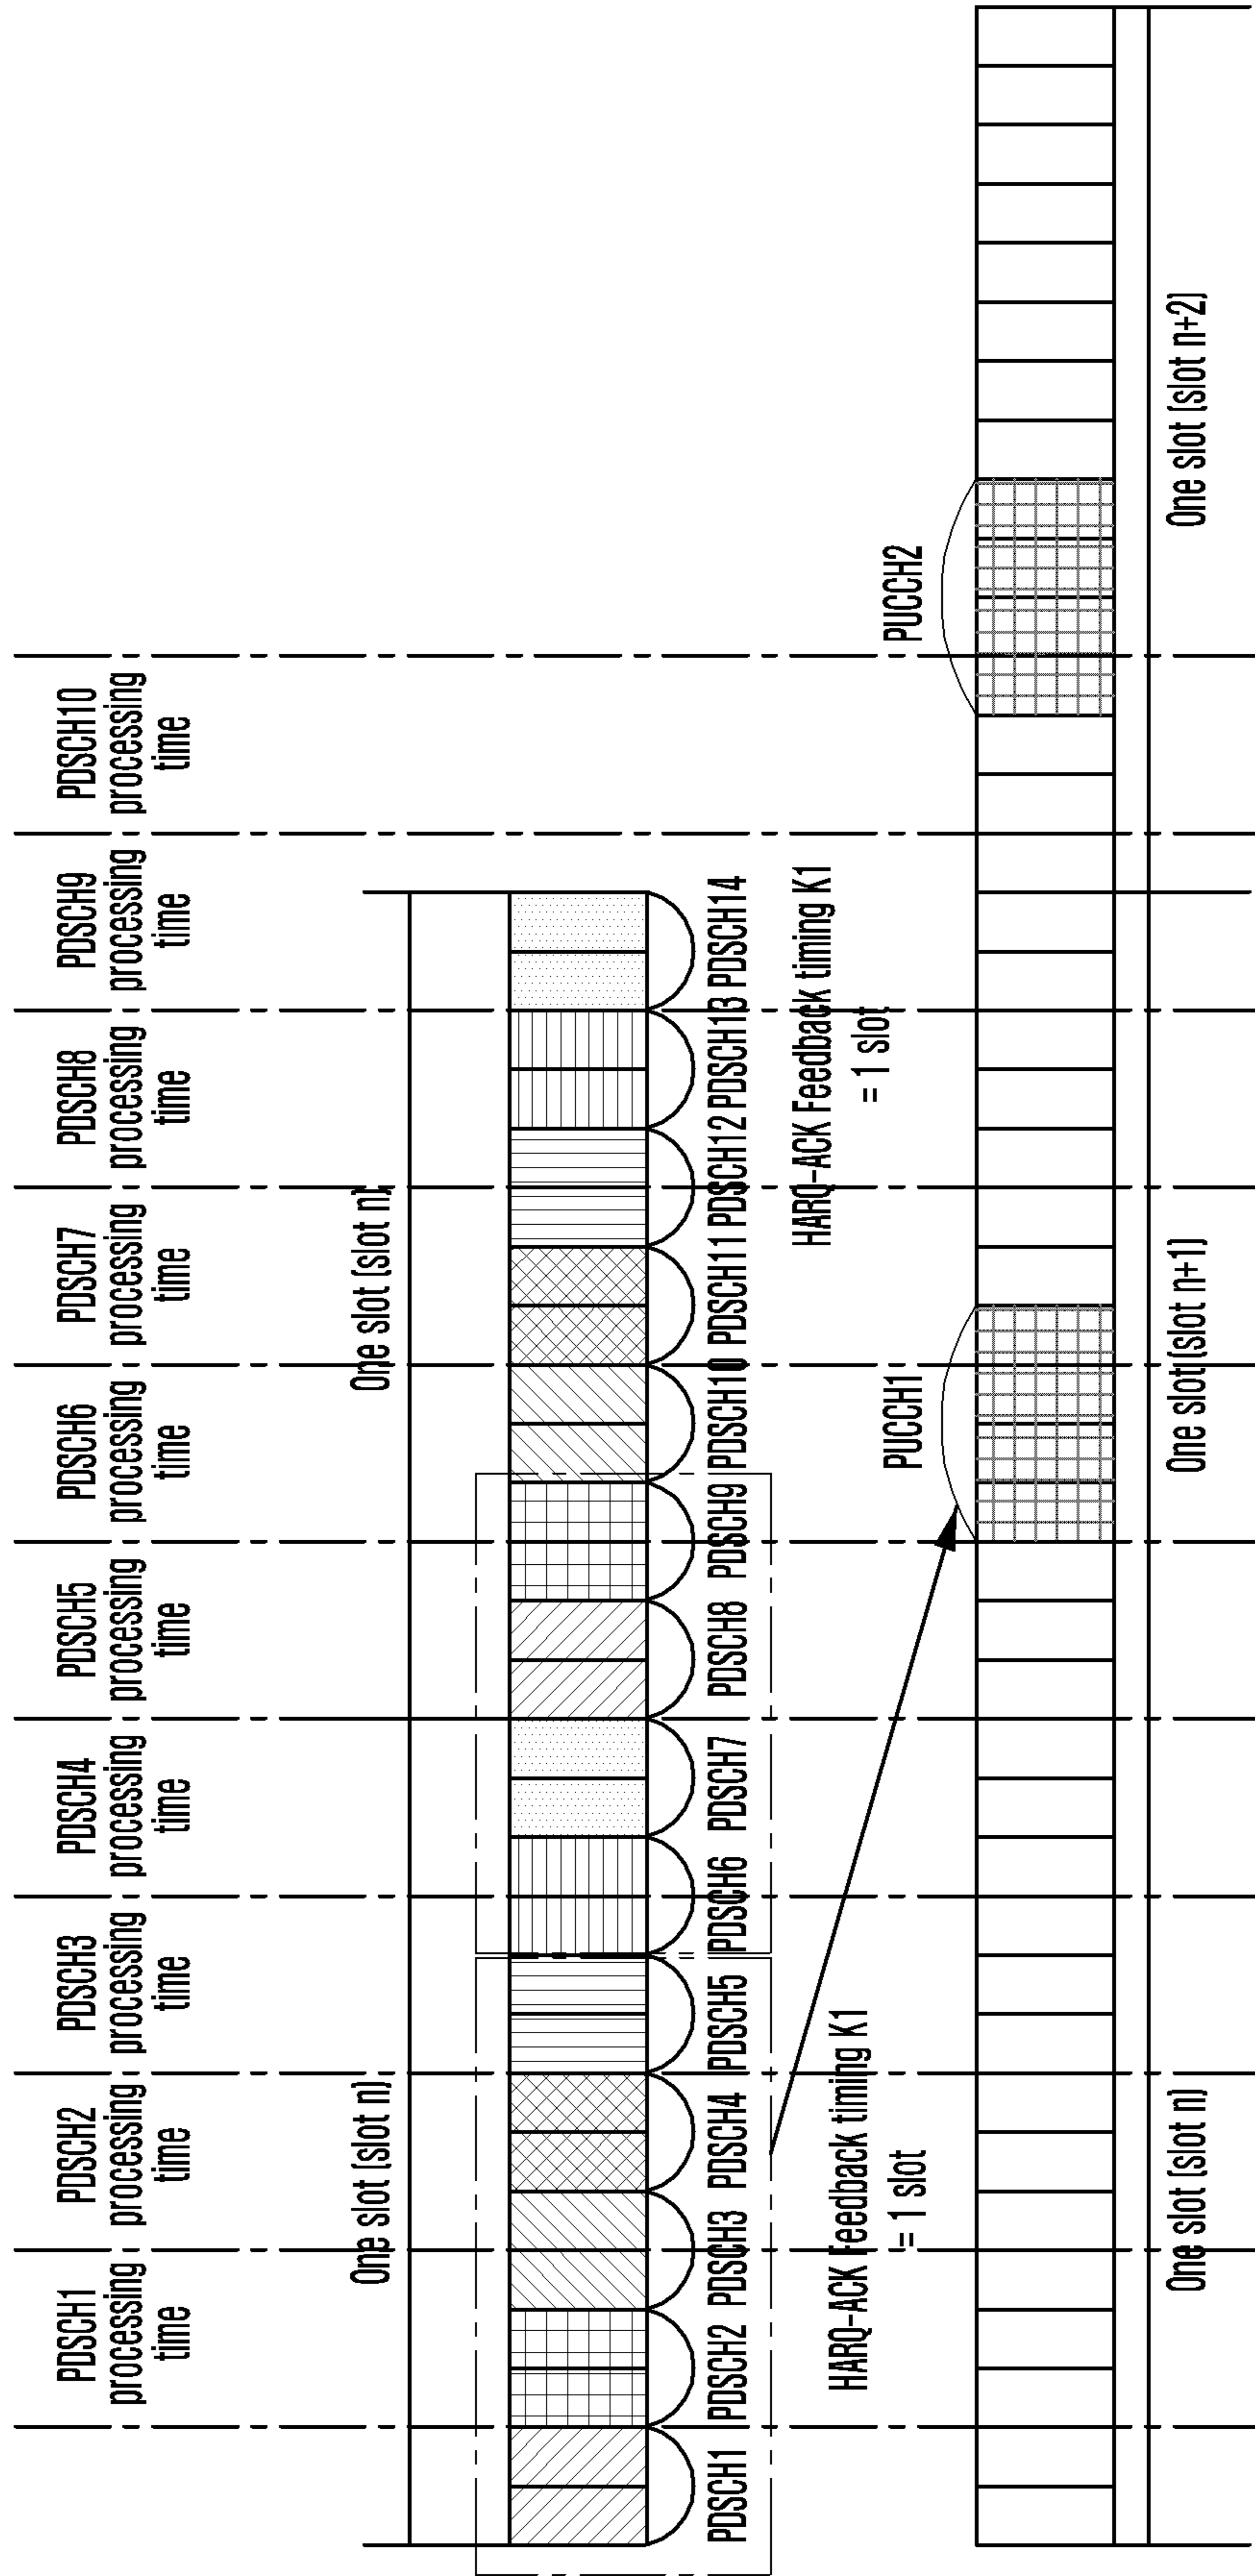 PDSCH1
processing
time
PDSCH2
processing
time
PDSCH3
processing
time
PDSCH4
processing
time
PDSCH5
processing
time
PDSCH6
processing
time
PDSCH7
processing
time
PDSCH8
processing
time
PDSCH9
processing
time
PDSCH10
processing
time
One slot (slot n)
One slot (slot n)
PDSCH1 PDSCH2 PDSCH3 PDSCH4 PDSCH5 PDSCH6 PDSCH7 PDSCH8 PDSCH9 PDSCH10 PDSCH11 PDSCH12 PDSCH13 PDSCH14
HARQ-ACK Feedback timing K1
= 1 slot
HARQ-ACK Feedback timing K1
= 1 slot
PUCCH1
PUCCH2
One slot (slot n)
One slot (slot n+1)
One slot (slot n+2)